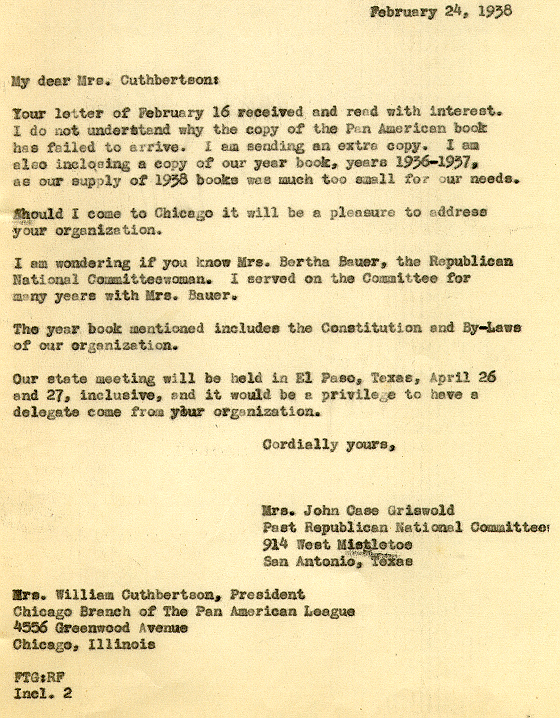 February 24, 1938
My dear Mrs. Cuthbertson:
Your letter of February 16 received and read with interest.
I do not understand why the copy of the Pan American book
has failed to arrive. I am sending an extra copy. I am
also inclosing a copy of our year book, years 1936-1937,
as our supply of 1938 books was much too small for our needs.
Should I come to Chicago it will be a pleasure to address
your organization.
I am wondering if you know Mrs. Bertha Bauer, the Republican
National Committeewoman. I served on the Committee for
many years with Mrs. Bauer.
The year book mentioned includes the Constitution and By-Laws
of our organization.
Our state meeting will be held in El Paso, Texas, April 26
and 27, inclusive, and it would be a privilege to have a
delegate come from your organization.
Cordially yours,
Mrs. John Case Griswold
Past Republican National Committee
914 West Mistletoe
San Antonio, Texas
Mrs. William Cuthbertson, President
Chicago Branch of The Pan American League
4556 Greenwood Avenue
Chicago, Illinois
FTG:RF
Incl. 2